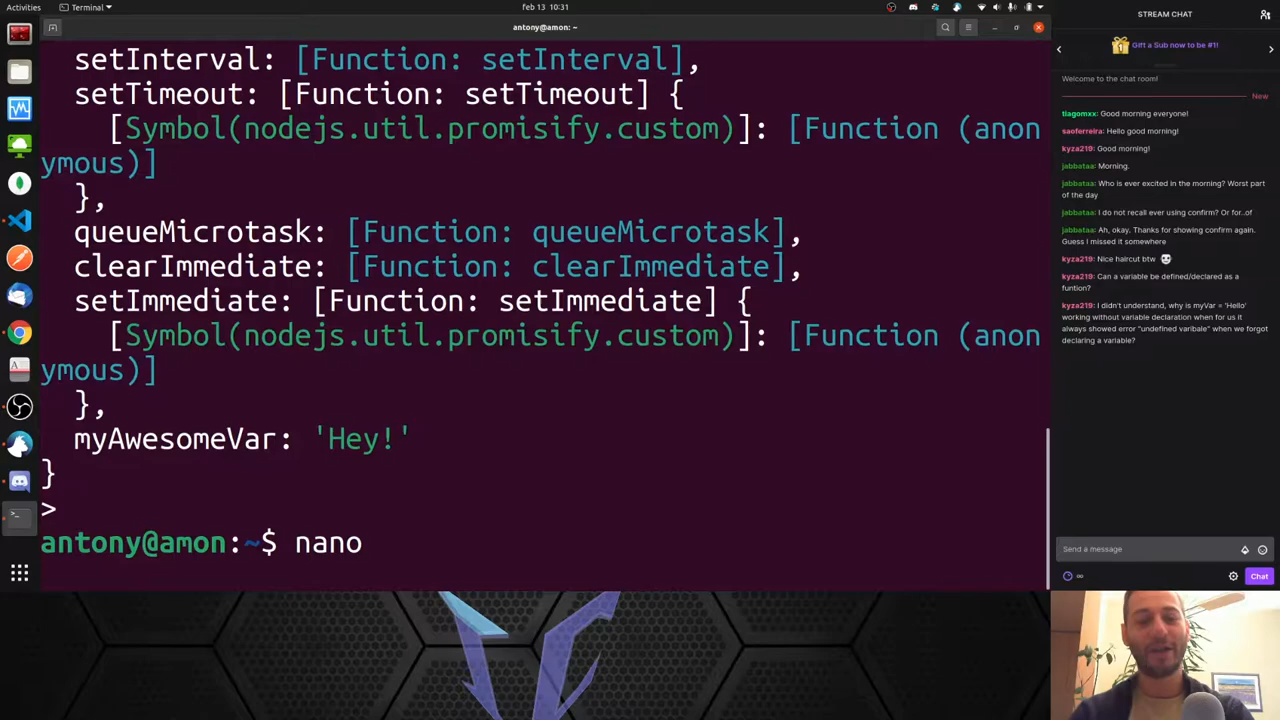 Activities
Terminal
feb 13 10:31
antony@amon: ~
setInterval: [Function: setInterval],
setTimeout: [Function: setTimeout] {
[Symbol(nodejs.util.promisify.custom)]: [Function (anon
ymous)]
},
queueMicrotask: [Function: queueMicrotask],
clearImmediate: [Function: clearImmediate],
setImmediate: [Function: setImmediate] {
[Symbol(nodejs.util.promisify.custom)]: [Function (anon
ymous)]
},
myAwesomeVar: 'Hey!'
}
>
antony@amon:~$ nano
STREAM CHAT
Gift a Sub now to be #1!
Welcome to the chat room!
New
tiagomxx: Good morning everyone!
saoferreira: Hello good morning!
kyza219: Good morning!
jabbataa: Morning.
jabbataa: Who is ever excited in the morning? Worst part
of the day
jabbataa: I do not recall ever using confirm? Or for..of
jabbataa: Ah, okay. Thanks for showing confirm again.
Guess I missed it somewhere
kyza219: Nice haircut btw
kyza219: Can a variable be defined/declared as a
funtion?
kyza219: I didn't understand, why is myVar = 'Hello'
working without variable declaration when for us it
always showed error "undefined varibale" when we forgot
declaring a variable?
Send a message
∞
Chat